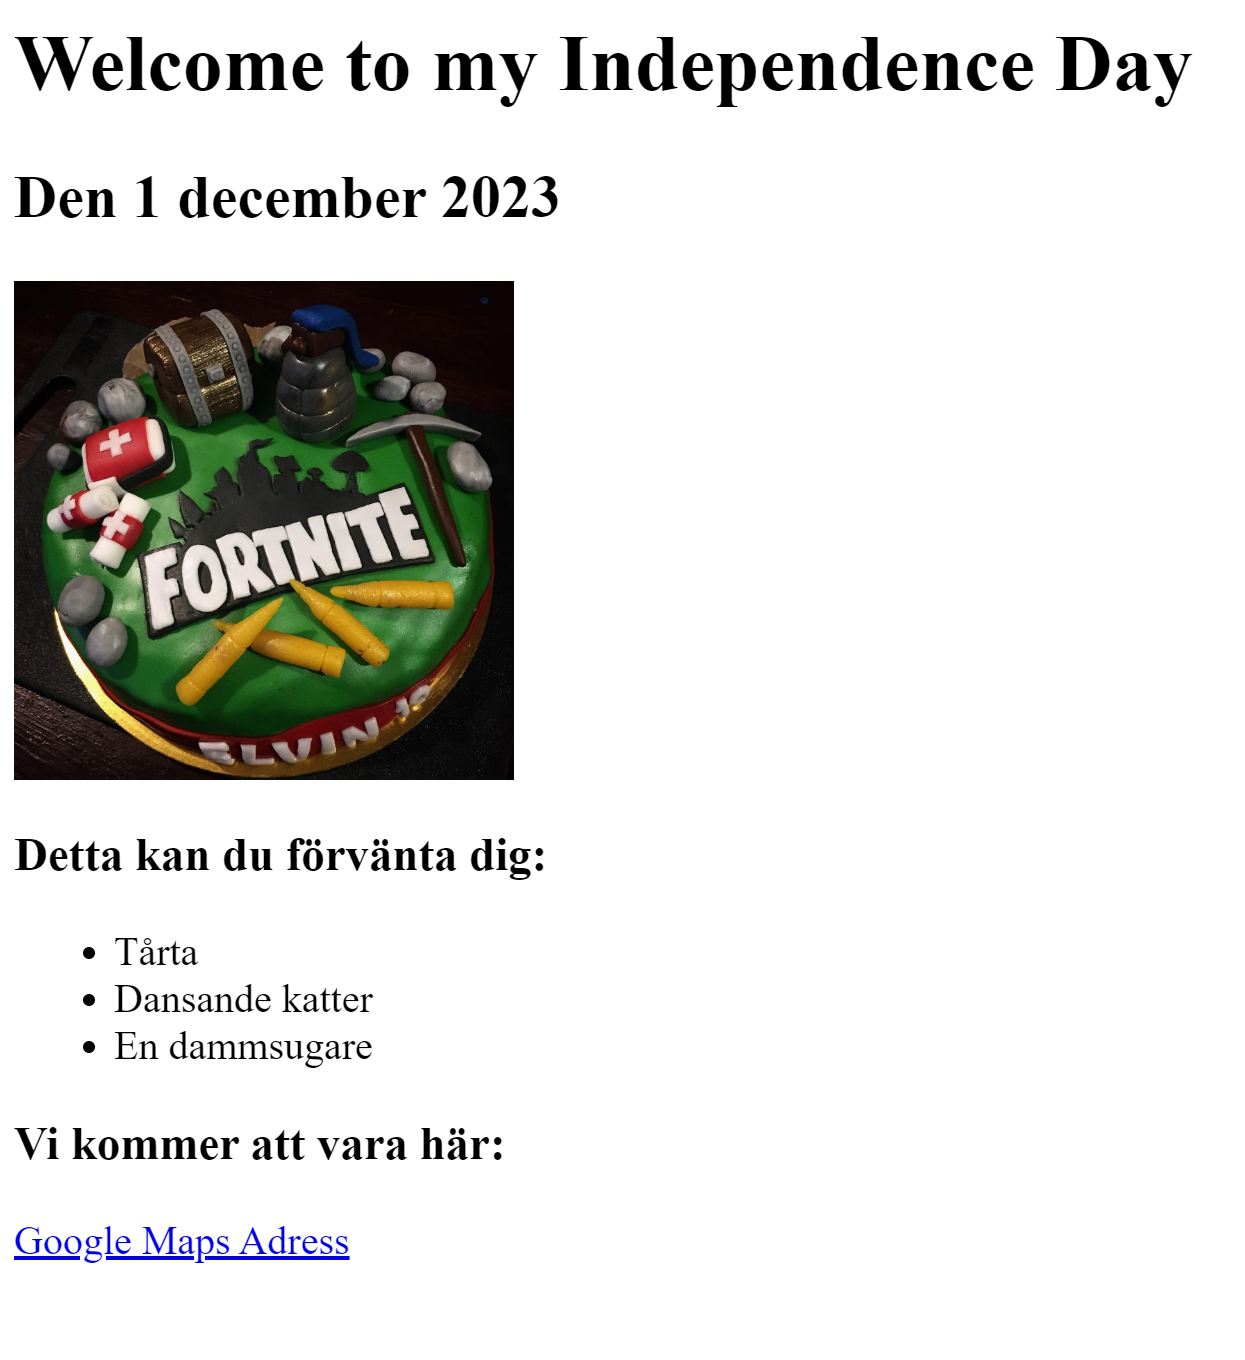 Welcome to my Independence Day
Den 1 december 2023
FORTNITE
ELVIN 10
Detta kan du förvänta dig:
Tårta
Dansande katter
En dammsugare
Vi kommer att vara här:
Google Maps Adress